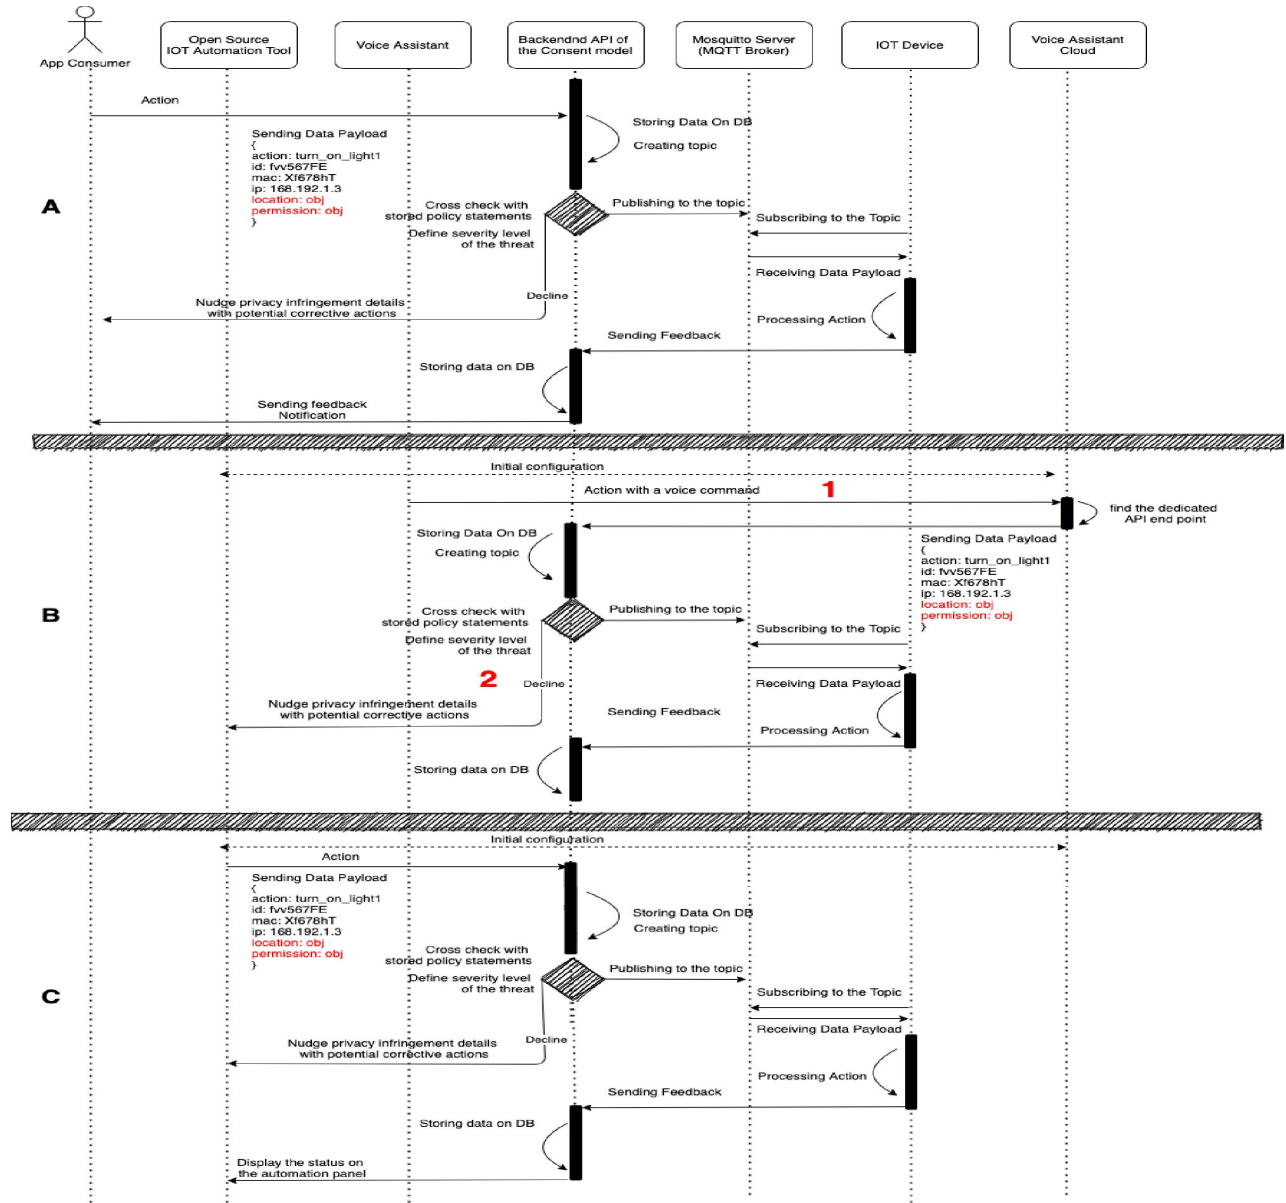 App Consumer
Open Source
IOT Automation Tool
Voice Assistant
Backendnd API of
the Consent model
Mosquitto Server
(MQTT Broker)
IOT Device
Voice Assistant
Cloud
A
Action
Sending Data Payload
{
action: turn_on_light1
id: fvv567FE
mac: Xf678hT
ip: 168.192.1.3
location: obj
permission: obj
}
Storing Data On DB
Creating topic
Cross check with
stored policy statements
Define severity level
of the threat
Publishing to the topic
Subscribing to the Topic
Receiving Data Payload
Decline
Nudge privacy infringement details
with potential corrective actions
Processing Action
Sending Feedback
Storing data on DB
Sending feedback
Notification
B
Initial configuration
Action with a voice command
1
find the dedicated
API end point
Storing Data On DB
Creating topic
Sending Data Payload
{
action: turn_on_light1
id: fvv567FE
mac: Xf678hT
ip: 168.192.1.3
location: obj
permission: obj
}
Cross check with
stored policy statements
Define severity level
of the threat
Publishing to the topic
Subscribing to the Topic
2
Decline
Receiving Data Payload
Nudge privacy infringement details
with potential corrective actions
Sending Feedback
Processing Action
Storing data on DB
C
Initial configuration
Action
Sending Data Payload
{
action: turn_on_light1
id: fvv567FE
mac: Xf678hT
ip: 168.192.1.3
location: obj
permission: obj
}
Storing Data On DB
Creating topic
Cross check with
stored policy statements
Define severity level
of the threat
Publishing to the topic
Subscribing to the Topic
Receiving Data Payload
Decline
Nudge privacy infringement details
with potential corrective actions
Processing Action
Sending Feedback
Storing data on DB
Display the status on
the automation panel